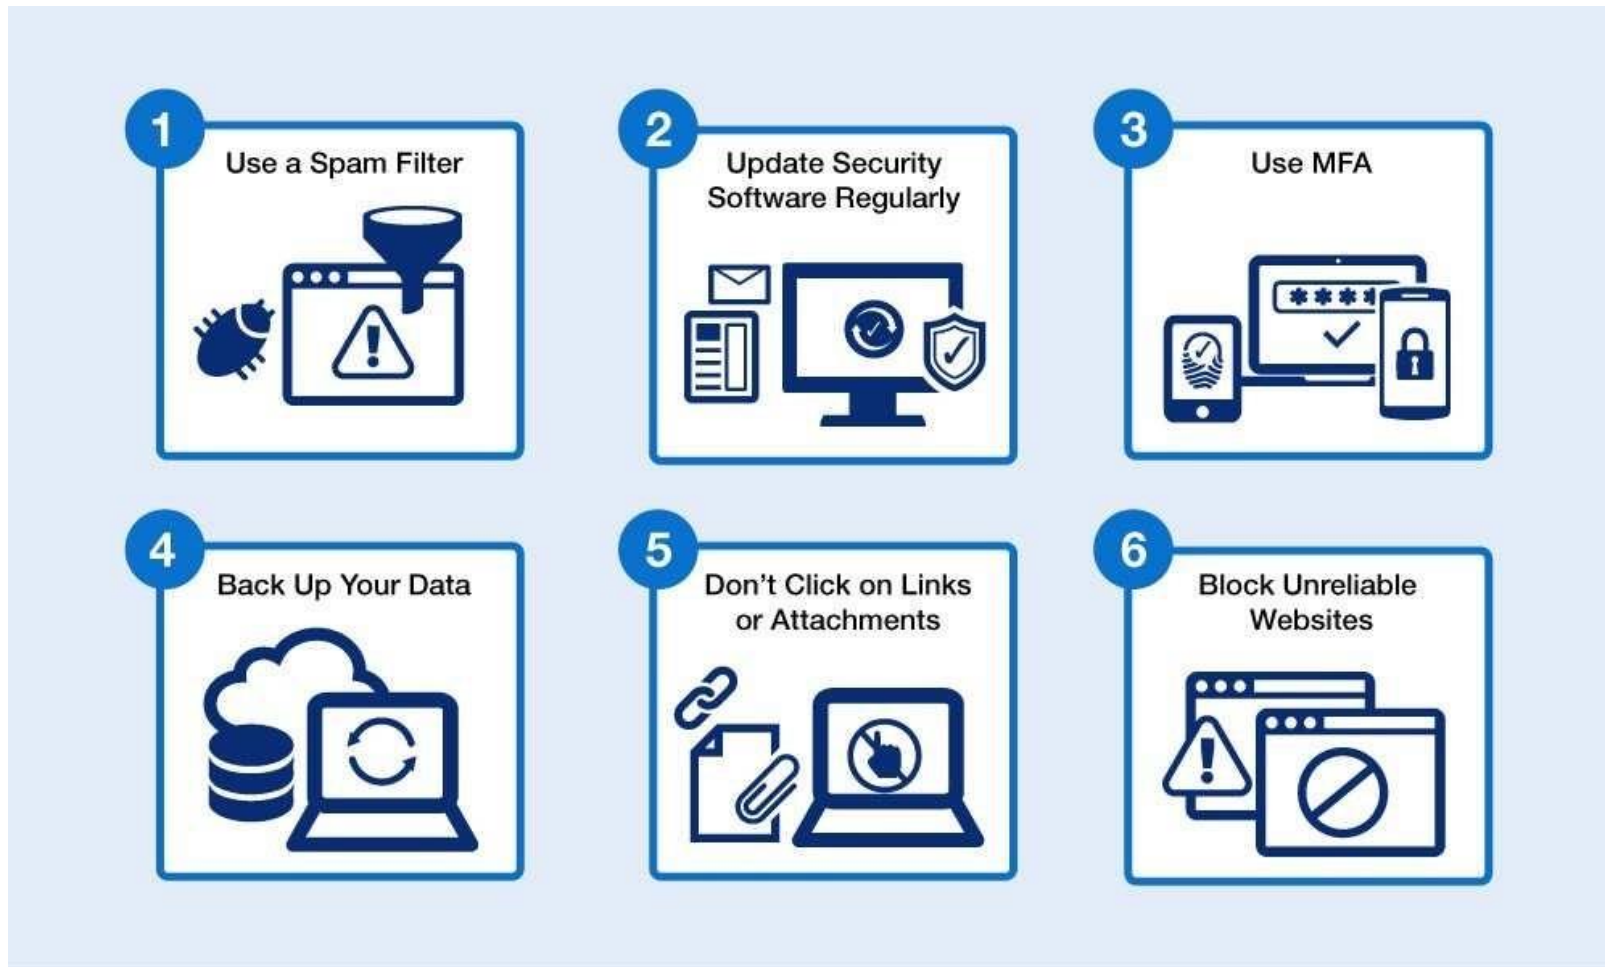 1
Use a Spam Filter
2
Update Security
Software Regularly
3
Use MFA
****
4
Back Up Your Data
5
Don't Click on Links
or Attachments
6
Block Unreliable
Websites